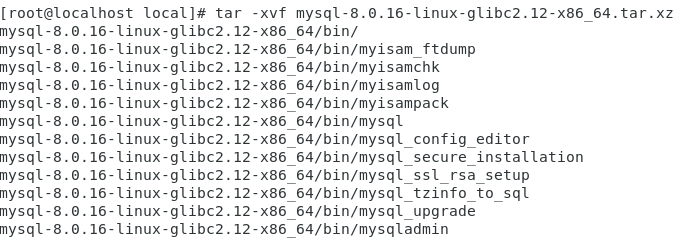 [root@localhost local]# tar -xvf mysql-8.0.16-linux-glibc2.12-x86_64.tar.xz
mysql-8.0.16-linux-glibc2.12-x86_64/bin/
mysql-8.0.16-linux-glibc2.12-x86_64/bin/myisam_ftdump
mysql-8.0.16-linux-glibc2.12-x86_64/bin/myisamchk
mysql-8.0.16-linux-glibc2.12-x86_64/bin/myisamlog
mysql-8.0.16-linux-glibc2.12-x86_64/bin/myisampack
mysql-8.0.16-linux-glibc2.12-x86_64/bin/mysql
mysql-8.0.16-linux-glibc2.12-x86_64/bin/mysql_config_editor
mysql-8.0.16-linux-glibc2.12-x86_64/bin/mysql_secure_installation
mysql-8.0.16-linux-glibc2.12-x86_64/bin/mysql_ssl_rsa_setup
mysql-8.0.16-linux-glibc2.12-x86_64/bin/mysql_tzinfo_to_sql
mysql-8.0.16-linux-glibc2.12-x86_64/bin/mysql_upgrade
mysql-8.0.16-linux-glibc2.12-x86_64/bin/mysqladmin